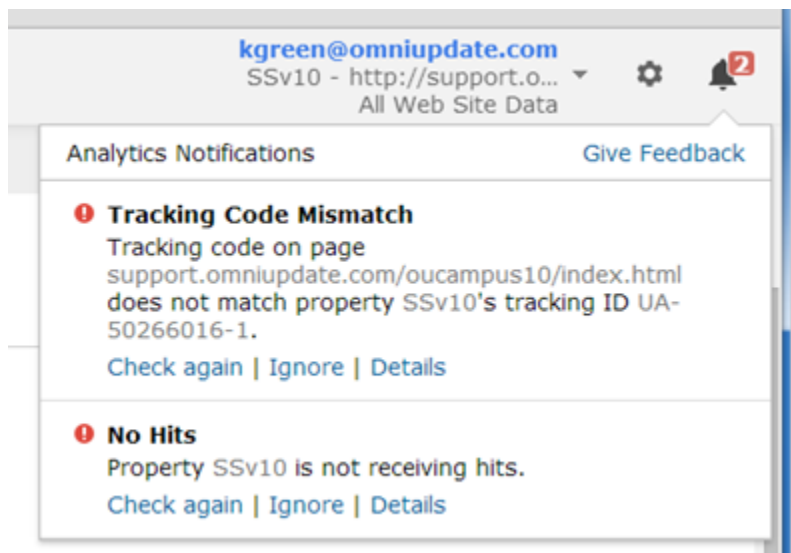 kgreen@omniupdate.com
SSv10 - http://support.o...
All Web Site Data
2
Analytics Notifications
Give Feedback
Tracking Code Mismatch
Tracking code on page
support.omniupdate.com/oucampus10/index.html
does not match property SSv10's tracking ID UA-
50266016-1.
Check again | Ignore | Details
No Hits
Property SSv10 is not receiving hits.
Check again | Ignore | Details